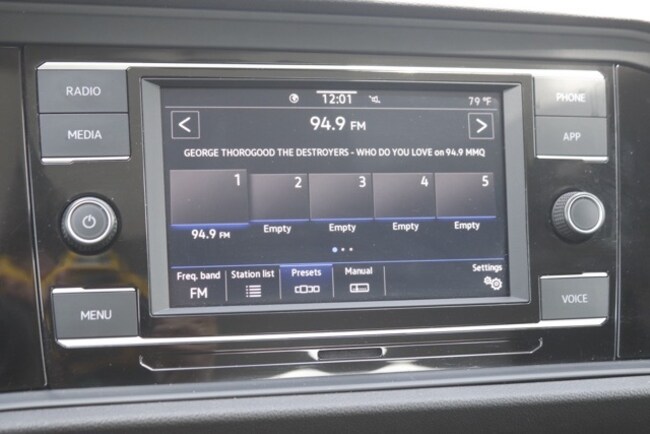 RADIO
MEDIA
MENU
12:01
79 °F
<
94.9 FM
>
GEORGE THOROGOOD THE DESTROYERS - WHO DO YOU LOVE on 94.9 MMQ
1 2 3 4 5
94.9 FM Empty Empty Empty Empty
Freq. band Station list Presets Manual Settings
FM
PHONE
APP
VOICE